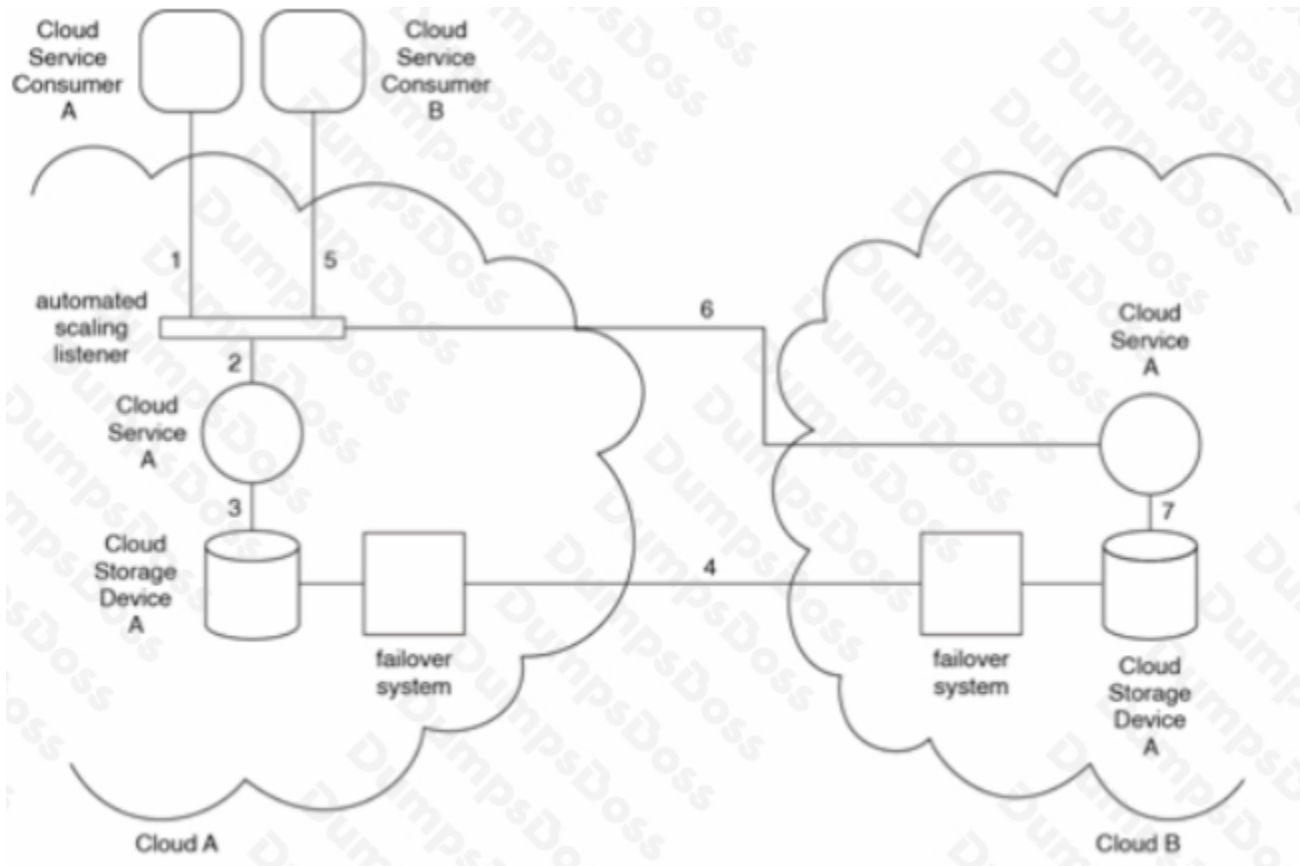 Cloud
Service
Consumer
A
Cloud
Service
Consumer
B
1
5
automated
scaling
listener
6
Cloud
Service
A
2
Cloud
Service
A
3
7
Cloud
Storage
Device
A
4
failover
system
failover
system
Cloud
Storage
Device
A
Cloud A
Cloud B
DumpsDoss